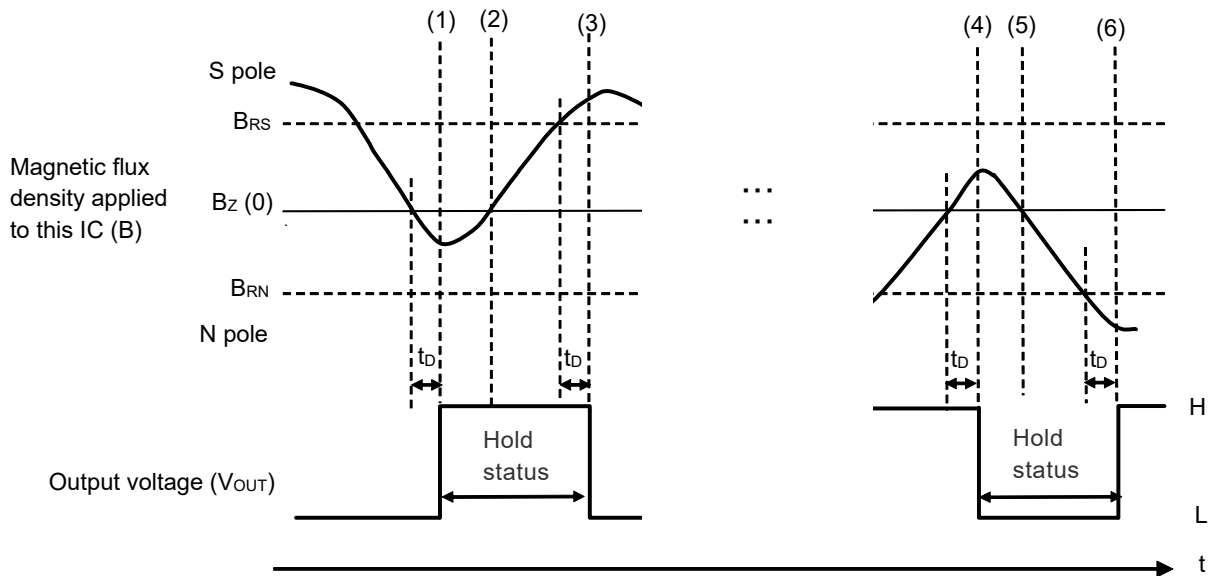 (1)
(2)
(3)
(4)
(5)
(6)
S pole
BRS
Magnetic flux
density applied
to this IC (B)
BZ (0)
...
...
BRN
N pole
tD
tD
tD
tD
H
Hold
status
Hold
status
Output voltage (VOUT)
L
t